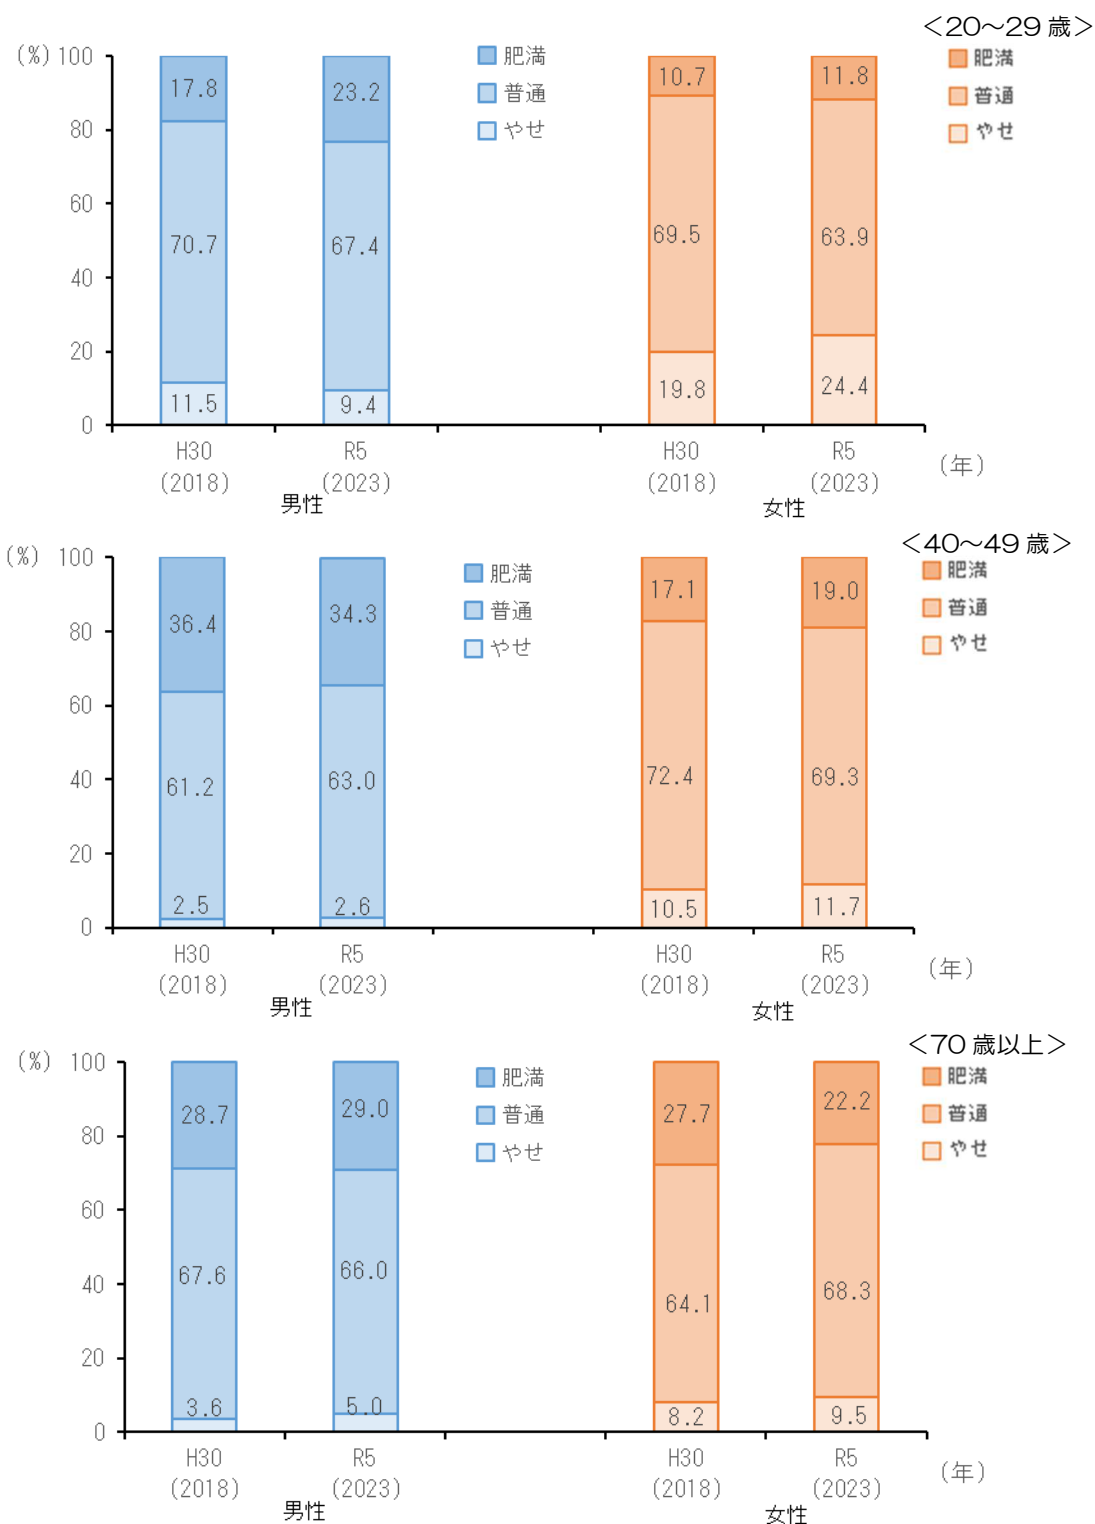 ＜20～29 歳＞
(%) 100
80
60
40
20
0
17.8
70.7
11.5
23.2
67.4
9.4
肥満
普通
やせ
10.7
69.5
19.8
11.8
63.9
24.4
肥満
普通
やせ
H30 R5 H30 R5
(2018) (2023) (2018) (2023)
(年)
男性 女性
＜40～49 歳＞
(%) 100
80
60
40
20
0
36.4
61.2
2.5
34.3
63.0
2.6
肥満
普通
やせ
17.1
72.4
10.5
19.0
69.3
11.7
肥満
普通
やせ
H30 R5 H30 R5
(2018) (2023) (2018) (2023)
(年)
男性 女性
＜70 歳以上＞
(%) 100
80
60
40
20
0
28.7
67.6
3.6
29.0
66.0
5.0
肥満
普通
やせ
27.7
64.1
8.2
22.2
68.3
9.5
肥満
普通
やせ
H30 R5 H30 R5
(2018) (2023) (2018) (2023)
(年)
男性 女性